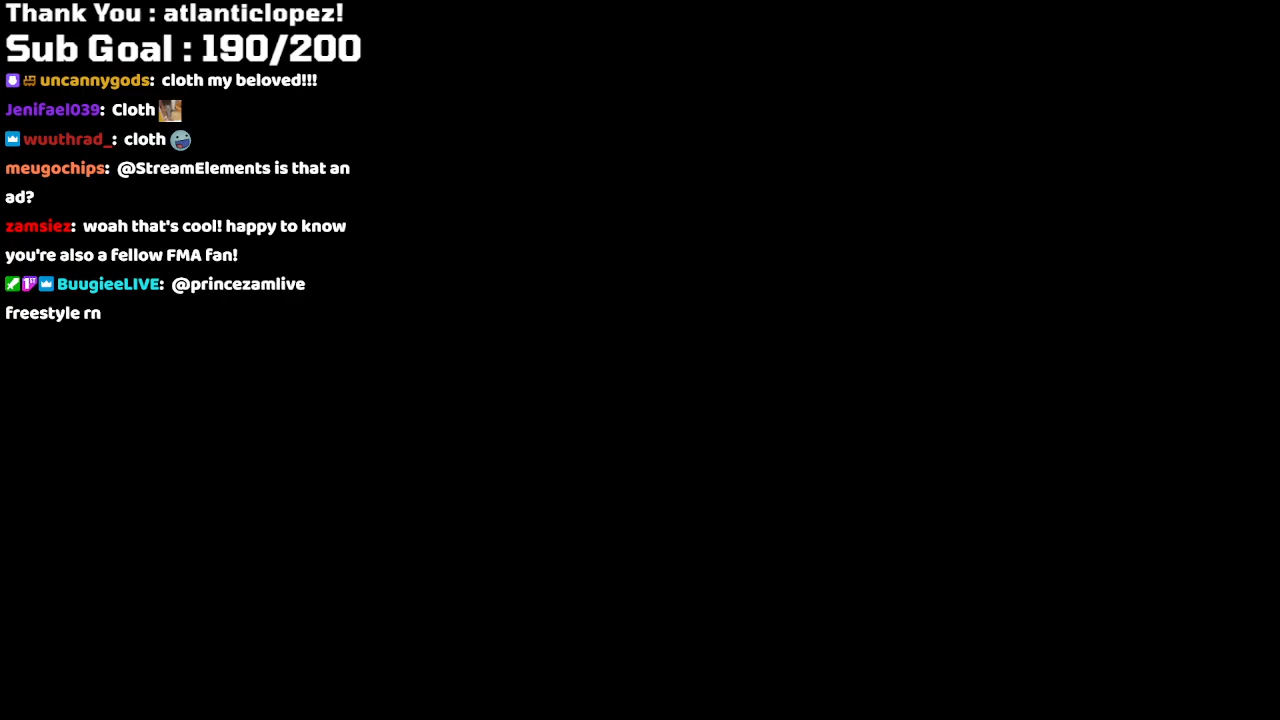 Thank You : atlanticlopez!
Sub Goal : 190/200
uncannygods: cloth my beloved!!!
Jenifael039: Cloth
wuuthrad_: cloth
meugochips: @StreamElements is that an
ad?
zamsiez: woah that's cool! happy to know
you're also a fellow FMA fan!
1ST BuugieeLIVE: @princezamlive
freestyle rn